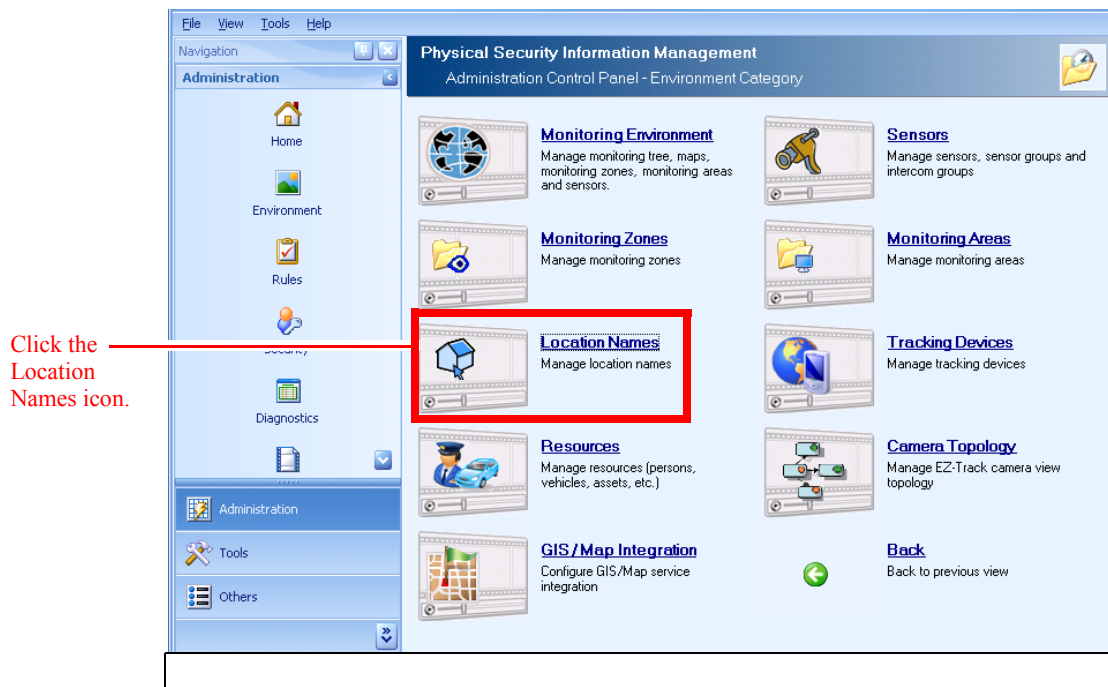 File View Tools Help
Navigation
Administration
Home
Environment
Rules
Security
Diagnostics
Administration
Tools
Others
Click the
Location
Names icon.
Physical Security Information Management
Administration Control Panel - Environment Category
Monitoring Environment
Manage monitoring tree, maps,
monitoring zones, monitoring areas
and sensors.
Sensors
Manage sensors, sensor groups and
intercom groups
Monitoring Zones
Manage monitoring zones
Monitoring Areas
Manage monitoring areas
Location Names
Manage location names
Tracking Devices
Manage tracking devices
Resources
Manage resources (persons,
vehicles, assets, etc.)
Camera Topology
Manage EZ-Track camera view
topology
GIS/Map Integration
Configure GIS/Map service
integration
Back
Back to previous view